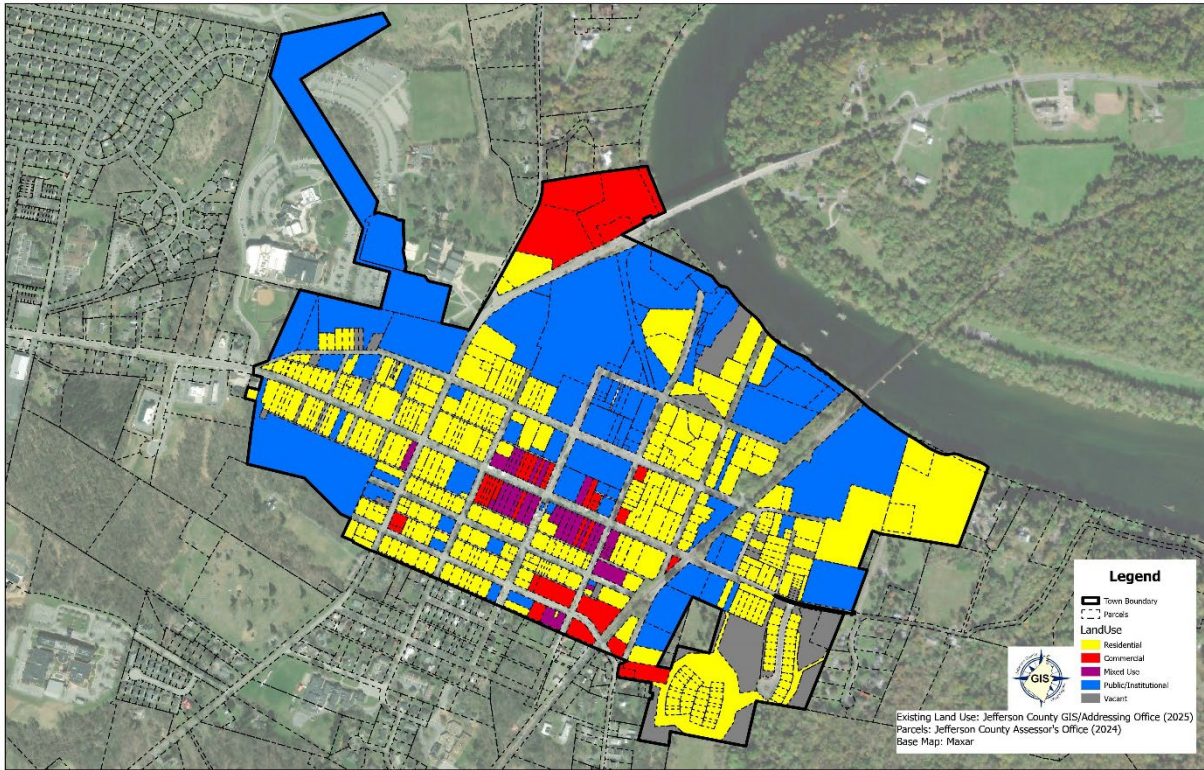 Legend
Town Boundary
Parcels
LandUse
Residential
Commercial
Mixed Use
Public/Institutional
Vacant
GIS
Existing Land Use: Jefferson County GIS/Addressing Office (2025)
Parcels: Jefferson County Assessor's Office (2024)
Base Map: Maxar